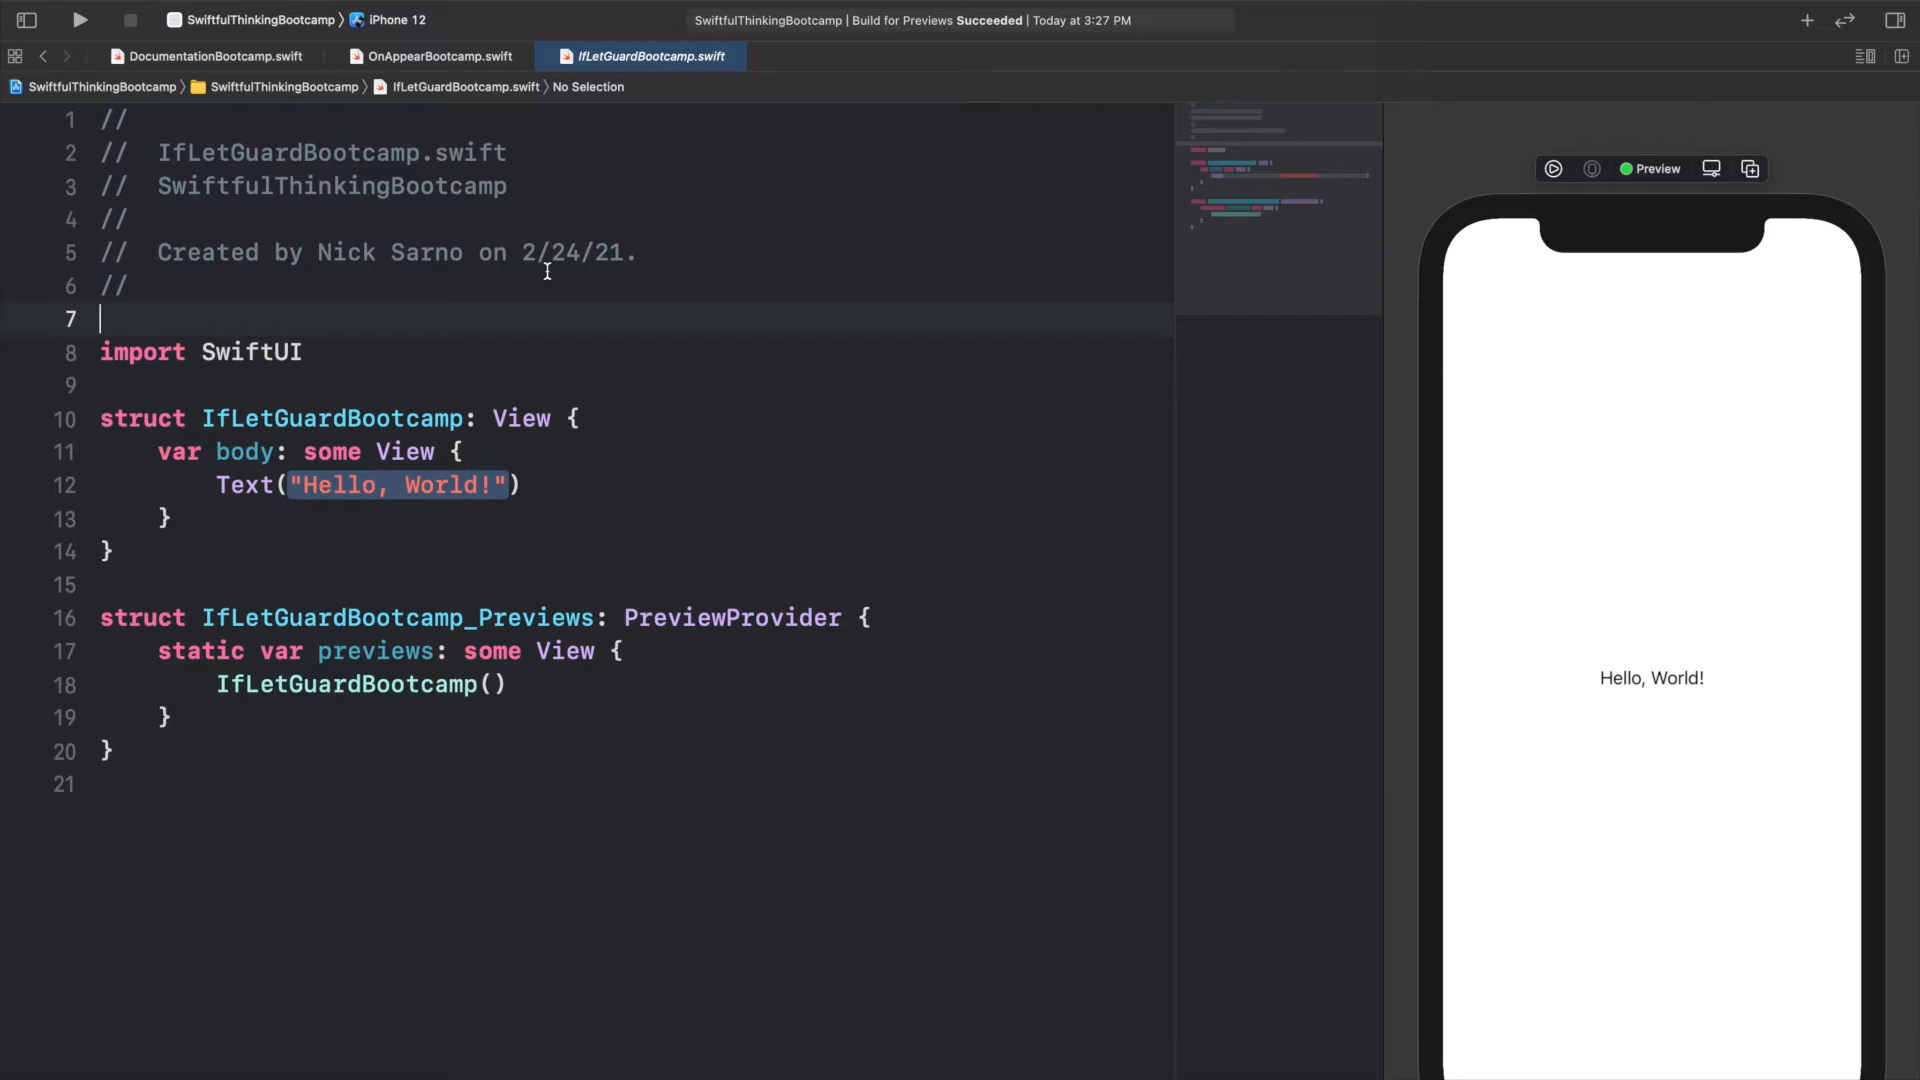 SwiftfulThinkingBootcamp 〉 iPhone 12
SwiftfulThinkingBootcamp | Build for Previews Succeeded | Today at 3:27 PM
DocumentationBootcamp.swift
OnAppearBootcamp.swift
IfLetGuardBootcamp.swift
SwiftfulThinkingBootcamp 〉 SwiftfulThinkingBootcamp 〉 IfLetGuardBootcamp.swift 〉 No Selection
1 //
2 //  IfLetGuardBootcamp.swift
3 //  SwiftfulThinkingBootcamp
4 //
5 //  Created by Nick Sarno on 2/24/21.
6 //
7
8 import SwiftUI
9
10 struct IfLetGuardBootcamp: View {
11     var body: some View {
12         Text("Hello, World!")
13     }
14 }
15
16 struct IfLetGuardBootcamp_Previews: PreviewProvider {
17     static var previews: some View {
18         IfLetGuardBootcamp()
19     }
20 }
21
Preview
Hello, World!